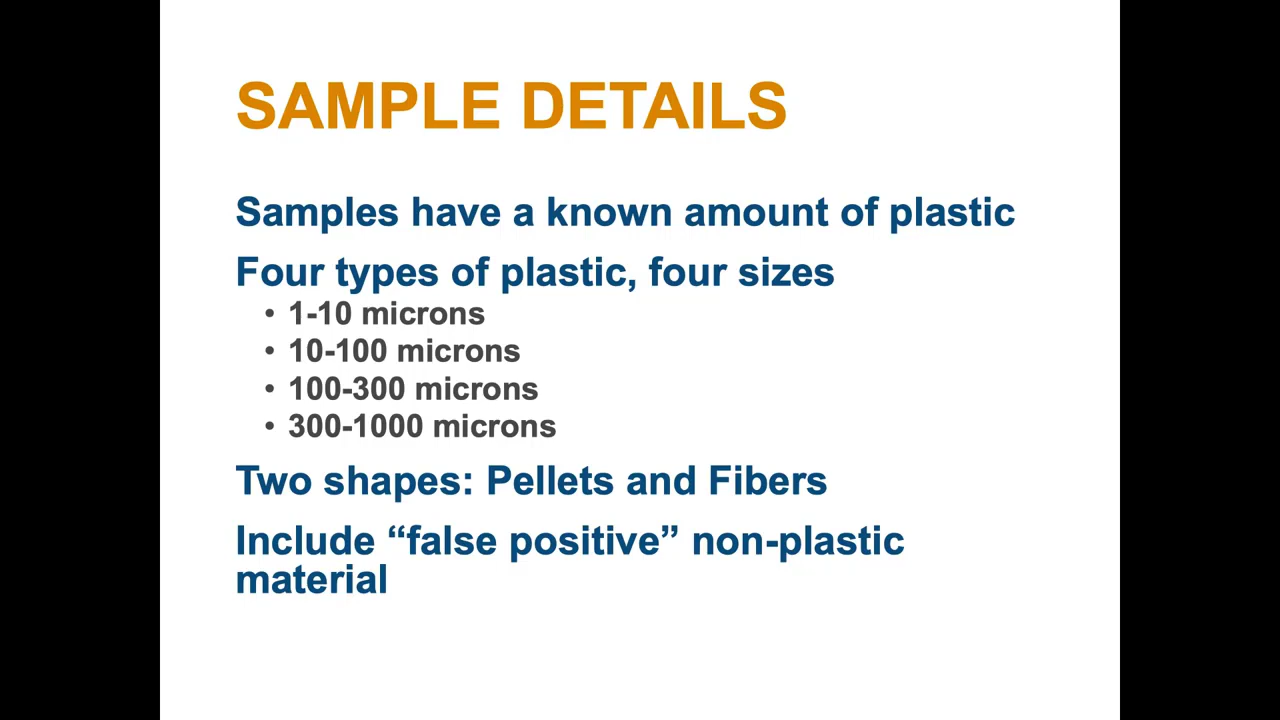 SAMPLE DETAILS
Samples have a known amount of plastic
Four types of plastic, four sizes
• 1-10 microns
• 10-100 microns
• 100-300 microns
• 300-1000 microns
Two shapes: Pellets and Fibers
Include “false positive” non-plastic
material